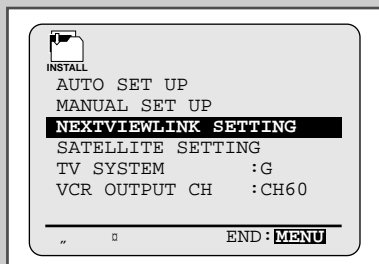 INSTALL
AUTO SET UP
MANUAL SET UP
NEXTVIEWLINK SETTING
SATELLITE SETTING
TV SYSTEM :G
VCR OUTPUT CH :CH60
„ ¤ END:MENU